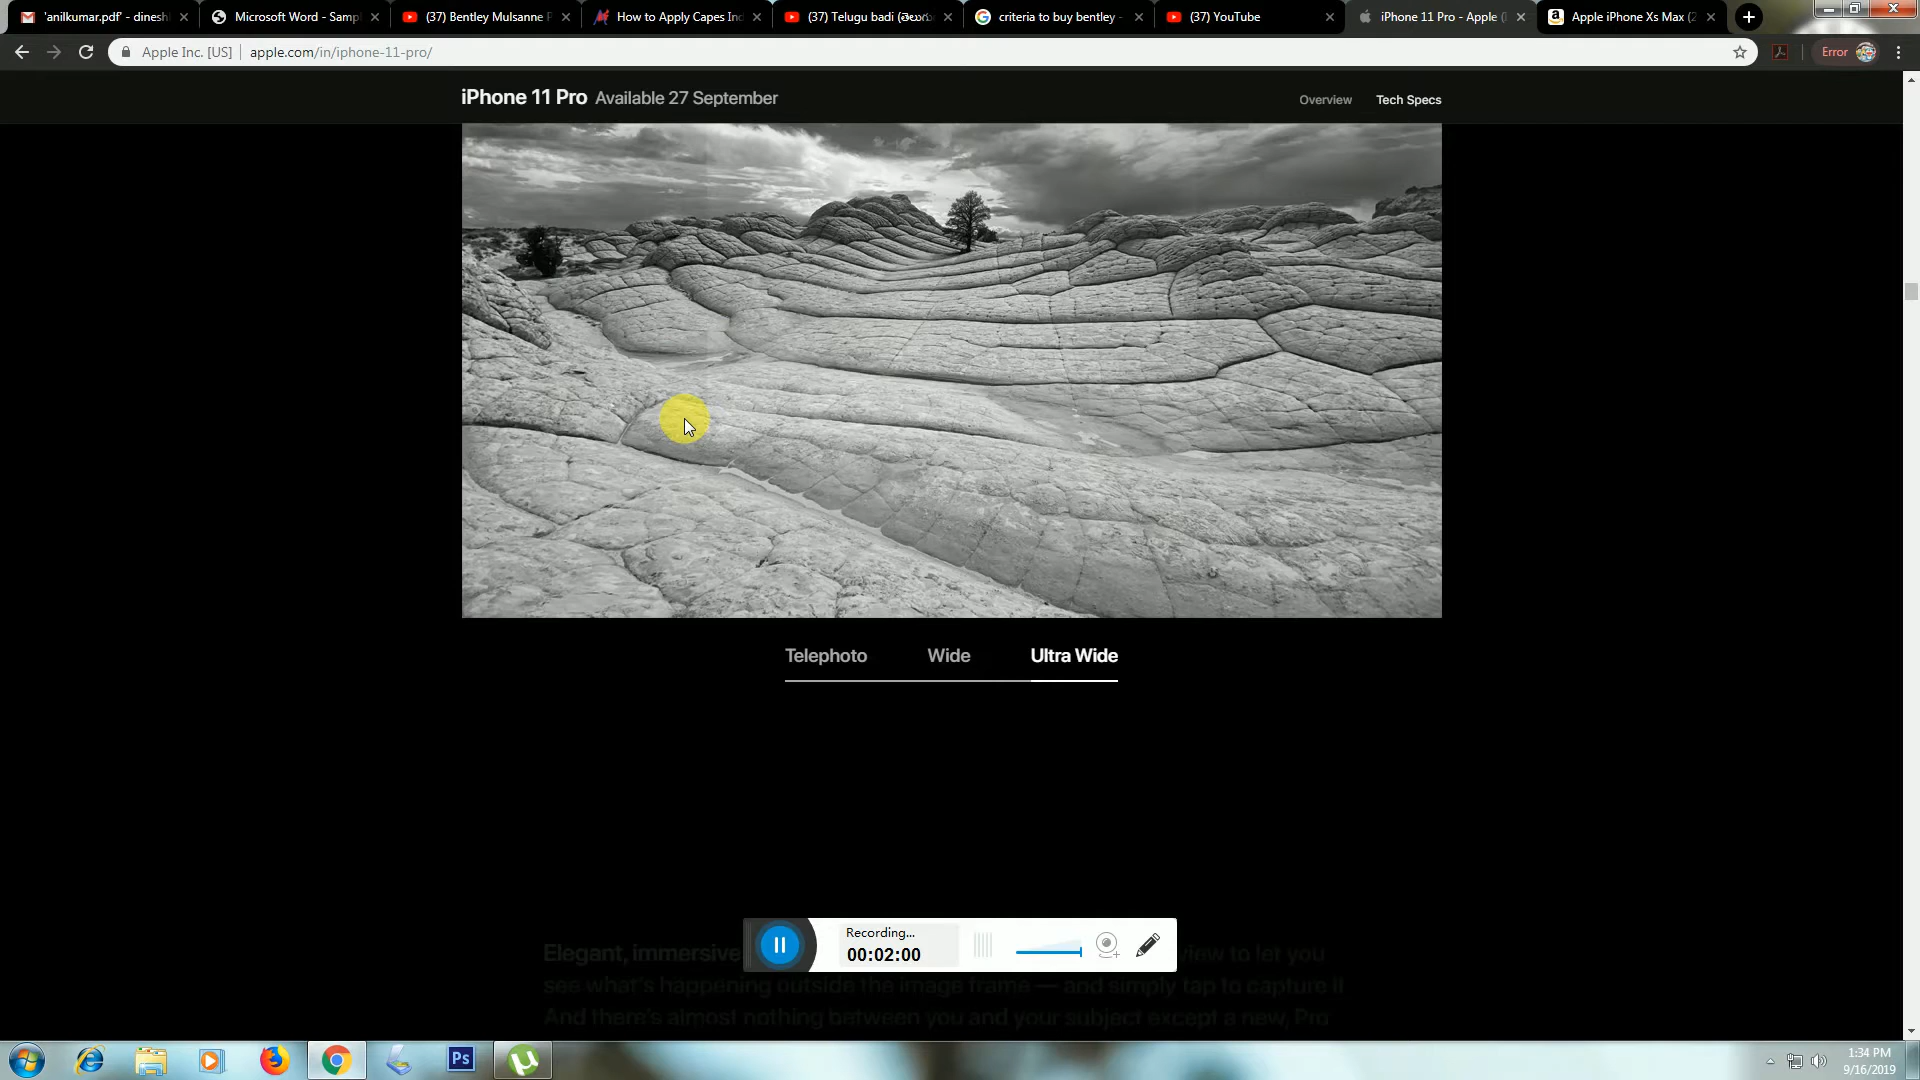 'anilkumar.pdf' - dinesh
Microsoft Word - Samp
(37) Bentley Mulsanne
How to Apply Capes Ind
(37) Telugu badi
criteria to buy bentley -
(37) YouTube
iPhone 11 Pro - Apple (
Apple iPhone Xs Max (2
Apple Inc. [US]
apple.com/in/iphone-11-pro/
Error
iPhone 11 Pro Available 27 September
Overview
Tech Specs
Telephoto
Wide
Ultra Wide
Recording...
00:02:00
Elegant, immersive
view to let you
see what's happening outside the image frame — and simply tap to capture it
And there's almost nothing between you and your subject except a new, Pro
Ps
1:34 PM
9/16/2019